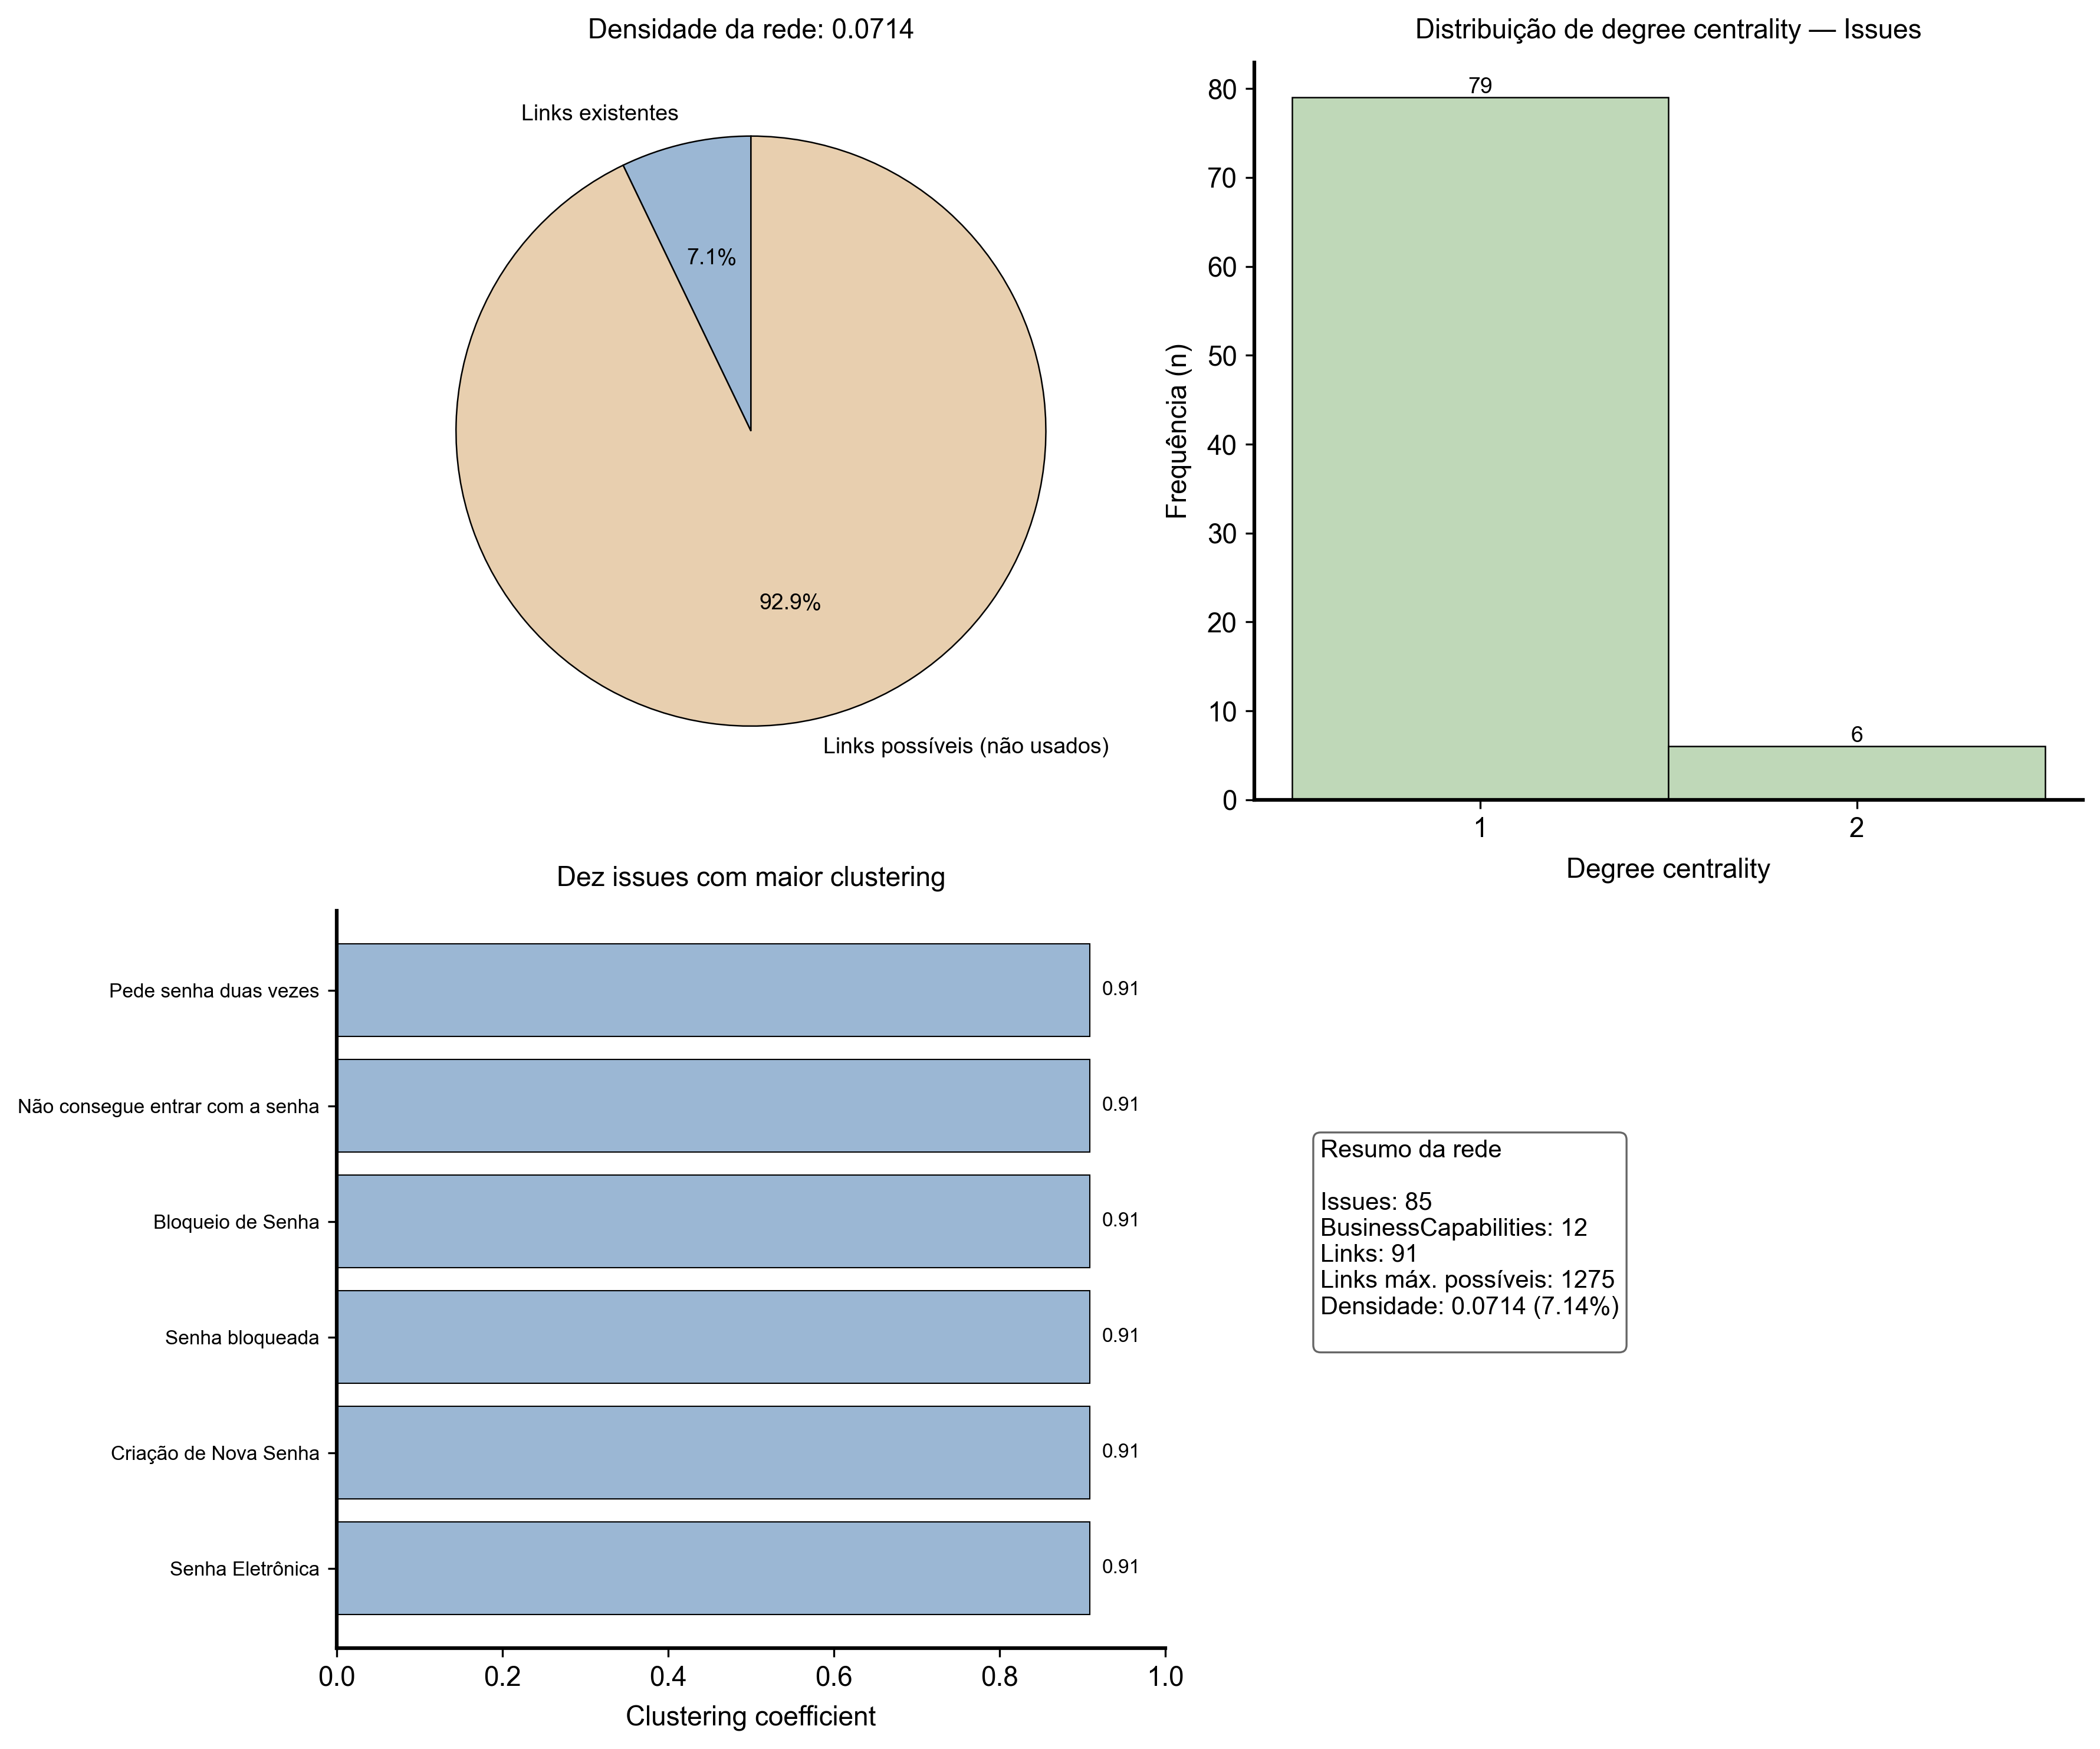 Densidade da rede: 0.0714
Links existentes
7.1%
92.9%
Links possíveis (não usados)
Distribuição de degree centrality — Issues
Frequência (n)
80
70
60
50
40
30
20
10
0
79
6
1
2
Degree centrality
Dez issues com maior clustering
Pede senha duas vezes
0.91
Não consegue entrar com a senha
0.91
Bloqueio de Senha
0.91
Senha bloqueada
0.91
Criação de Nova Senha
0.91
Senha Eletrônica
0.91
0.0 0.2 0.4 0.6 0.8 1.0
Clustering coefficient
Resumo da rede
Issues: 85
BusinessCapabilities: 12
Links: 91
Links máx. possíveis: 1275
Densidade: 0.0714 (7.14%)